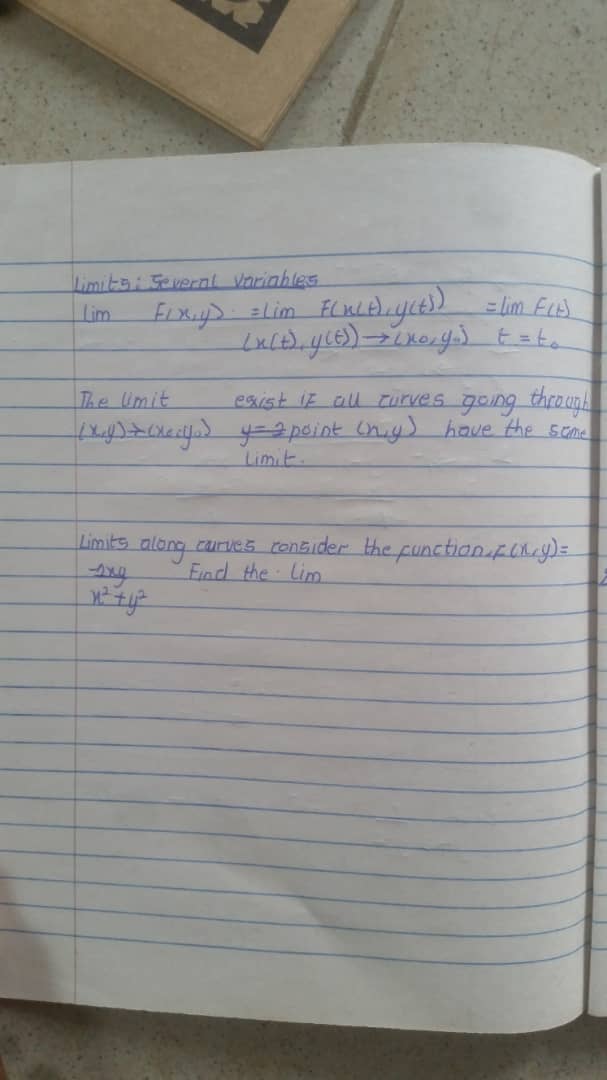 Limits: Several Variables
Lim F(x,y) = lim F(x(t), y(t)) = lim F(t)
(x(t), y(t)) → (x0, y0) t = t0
The limit exist if all curves going through
(x,y) → (x0,y0) y=2 point (x,y) have the same
Limit.
Limits along curves consider the function, F(x,y)=
-2xy Find the lim
x² + y²